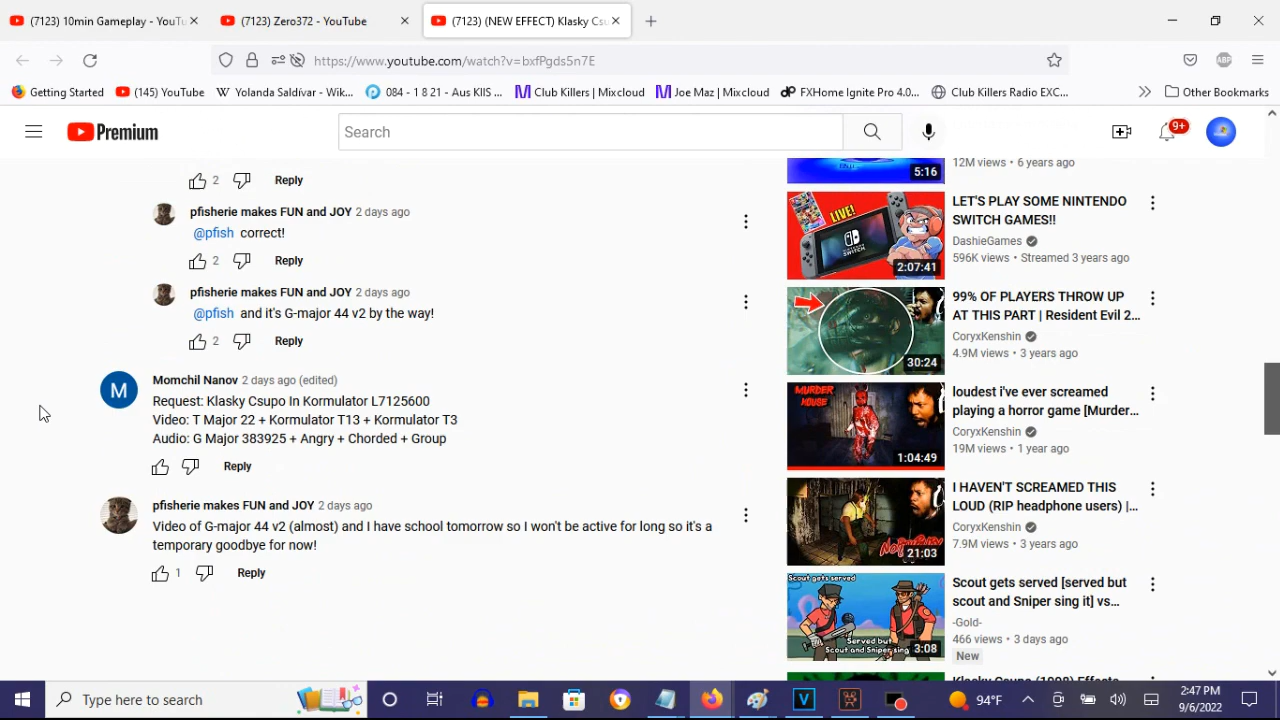 (7123) 10min Gameplay - YouTu
(7123) Zero372 - YouTube
(7123) (NEW EFFECT) Klasky Csu
https://www.youtube.com/watch?v=bxfPgds5n7E
Getting Started
(145) YouTube
Yolanda Saldívar - Wik...
084 - 1 8 21 - Aus KIIS ...
Club Killers | Mixcloud
Joe Maz | Mixcloud
FXHome Ignite Pro 4.0...
Club Killers Radio EXC...
Other Bookmarks
Premium
Search
9+
2
Reply
pfisherie makes FUN and JOY 2 days ago
@pfish correct!
2
Reply
pfisherie makes FUN and JOY 2 days ago
@pfish and it's G-major 44 v2 by the way!
2
Reply
M
Momchil Nanov 2 days ago (edited)
Request: Klasky Csupo In Kormulator L7125600
Video: T Major 22 + Kormulator T13 + Kormulator T3
Audio: G Major 383925 + Angry + Chorded + Group
Reply
pfisherie makes FUN and JOY 2 days ago
Video of G-major 44 v2 (almost) and I have school tomorrow so I won't be active for long so it's a
temporary goodbye for now!
1
Reply
5:16
12M views • 6 years ago
LIVE!
2:07:41
LET'S PLAY SOME NINTENDO
SWITCH GAMES!!
DashieGames
596K views • Streamed 3 years ago
30:24
99% OF PLAYERS THROW UP
AT THIS PART | Resident Evil 2...
CoryxKenshin
4.9M views • 3 years ago
MURDER
HOUSE
1:04:49
loudest i've ever screamed
playing a horror game [Murder...
CoryxKenshin
19M views • 1 year ago
21:03
I HAVEN'T SCREAMED THIS
LOUD (RIP headphone users) |...
CoryxKenshin
7.9M views • 3 years ago
Scout gets served
Served but
Scout and Sniper sing
3:08
Scout gets served [served but
scout and Sniper sing it] vs...
-Gold-
466 views • 3 days ago
New
Klasky Csupo (1998) Effects
Type here to search
94°F
2:47 PM
9/6/2022